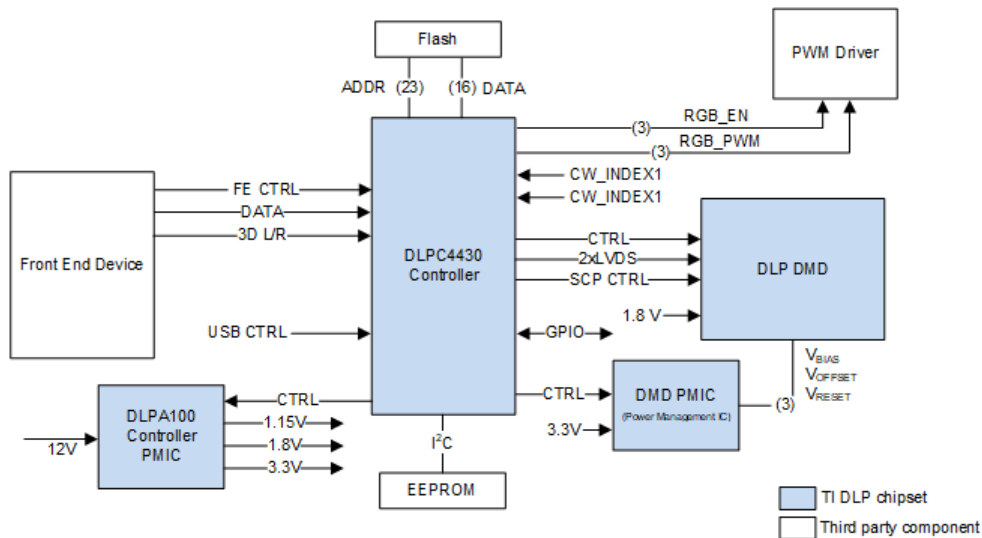 Flash
PWM Driver
ADDR (23) (16) DATA
RGB_EN
(3)
RGB_PWM
(3)
Front End Device
FE CTRL
DATA
3D L/R
DLPC4430
Controller
CW_INDEX1
CW_INDEX1
CTRL
2xLVDS
SCP CTRL
DLP DMD
1.8 V
USB CTRL
GPIO
V_BIAS
V_OFFSET
V_RESET
(3)
CTRL
DMD PMIC
(Power Management IC)
3.3V
DLPA100
Controller
PMIC
12V
CTRL
1.15V
1.8V
3.3V
I²C
EEPROM
TI DLP chipset
Third party component